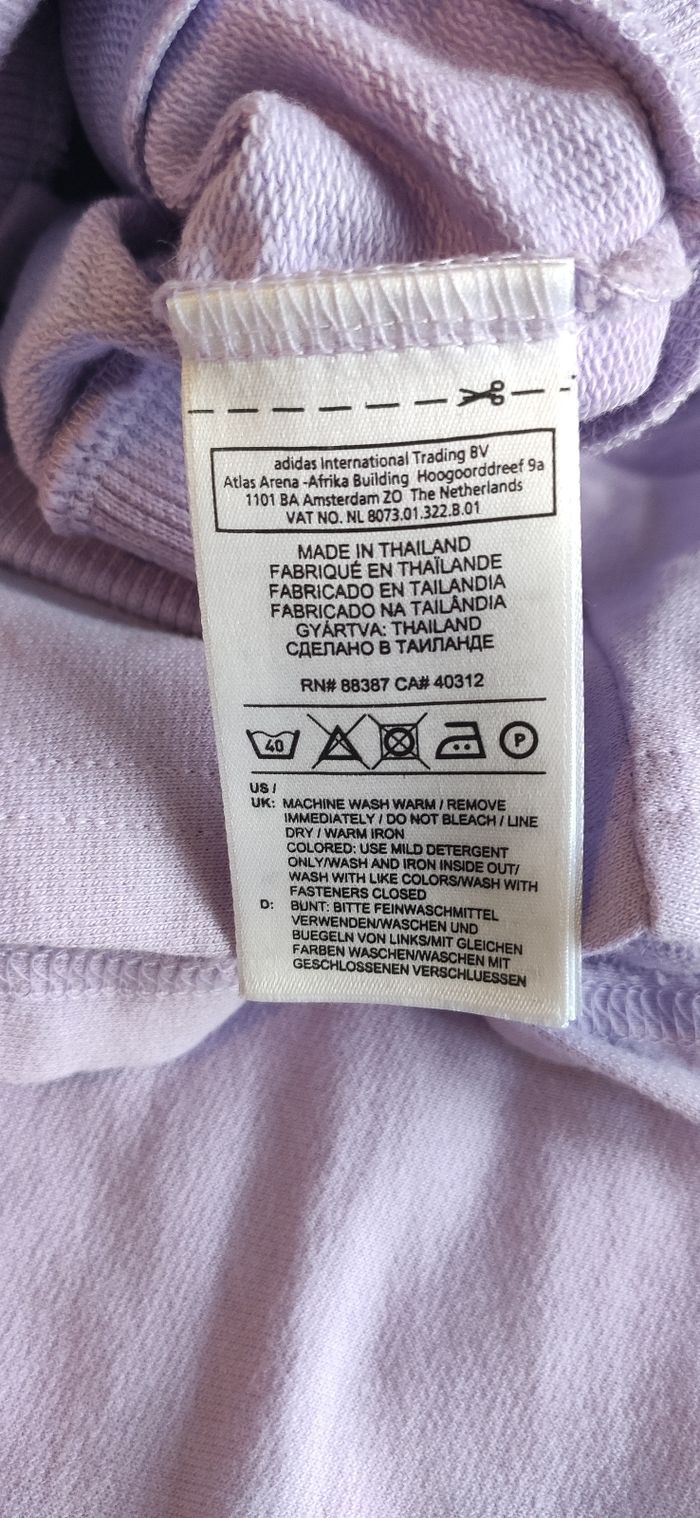 adidas International Trading BV
Atlas Arena -Afrika Building Hoogoorddreef 9a
1101 BA Amsterdam ZO The Netherlands
VAT NO. NL 8073.01.322.B.01
MADE IN THAILAND
FABRIQUÉ EN THAÏLANDE
FABRICADO EN TAILANDIA
FABRICADO NA TAILÂNDIA
GYÁRTVA: THAILAND
СДЕЛАНО В ТАИЛАНДЕ
RN# 88387 CA# 40312
40 P
US /
UK: MACHINE WASH WARM / REMOVE
IMMEDIATELY / DO NOT BLEACH / LINE
DRY / WARM IRON
COLORED: USE MILD DETERGENT
ONLY/WASH AND IRON INSIDE OUT/
WASH WITH LIKE COLORS/WASH WITH
FASTENERS CLOSED
D: BUNT: BITTE FEINWASCHMITTEL
VERWENDEN/WASCHEN UND
BUEGELN VON LINKS/MIT GLEICHEN
FARBEN WASCHEN/WASCHEN MIT
GESCHLOSSENEN VERSCHLUESSEN